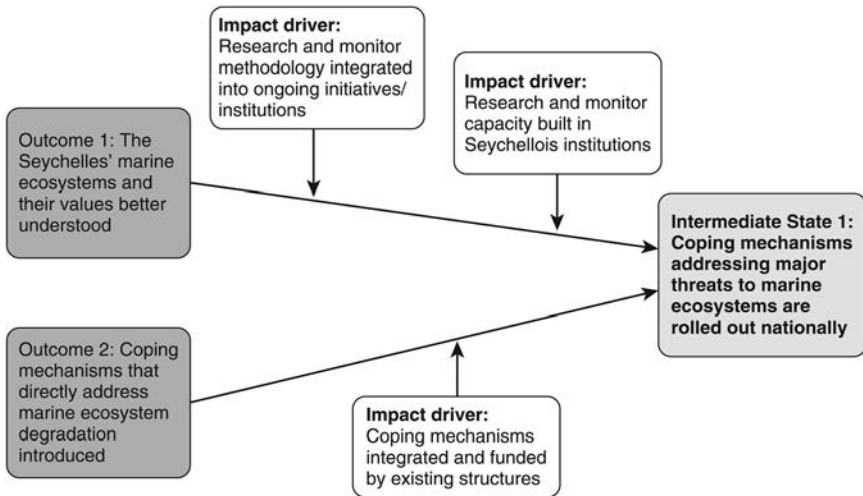 Impact driver:
Research and monitor
methodology integrated
into ongoing initiatives/
institutions
Impact driver:
Research and monitor
capacity built in
Seychellois institutions
Outcome 1: The
Seychelles’ marine
ecosystems and
their values better
understood
Intermediate State 1:
Coping mechanisms
addressing major
threats to marine
ecosystems are
rolled out nationally
Outcome 2: Coping
mechanisms that
directly address
marine ecosystem
degradation
introduced
Impact driver:
Coping mechanisms
integrated and funded
by existing structures